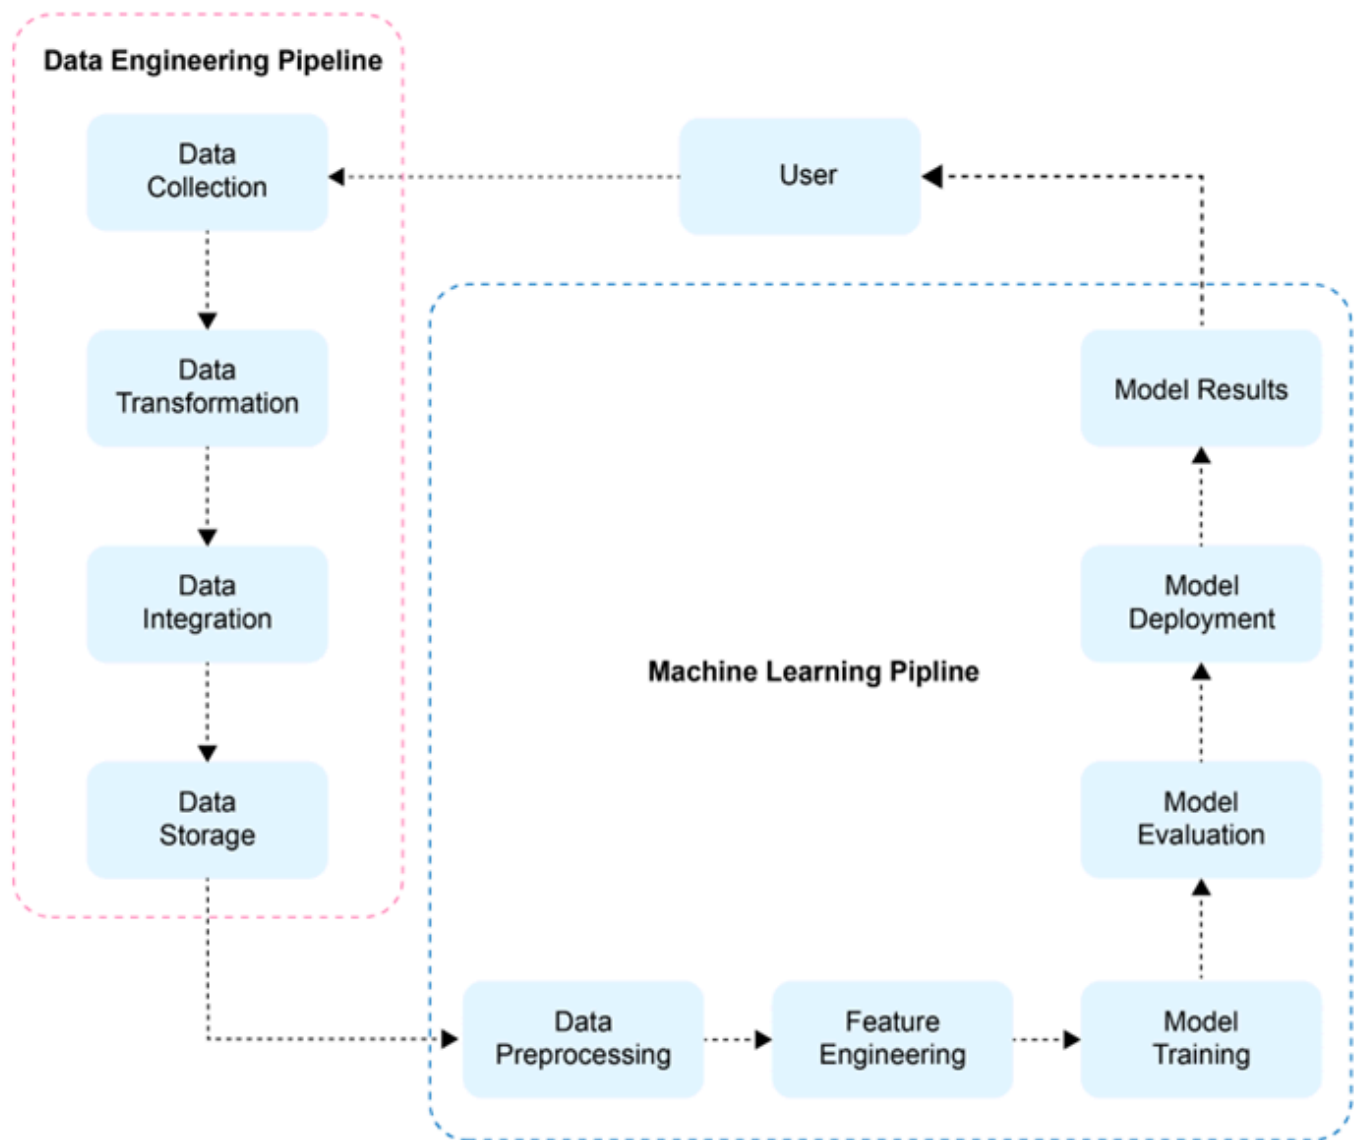 Data Engineering Pipeline
Data
Collection
User
Data
Transformation
Model Results
Data
Integration
Model
Deployment
Machine Learning Pipline
Data
Storage
Model
Evaluation
Data
Preprocessing
Feature
Engineering
Model
Training